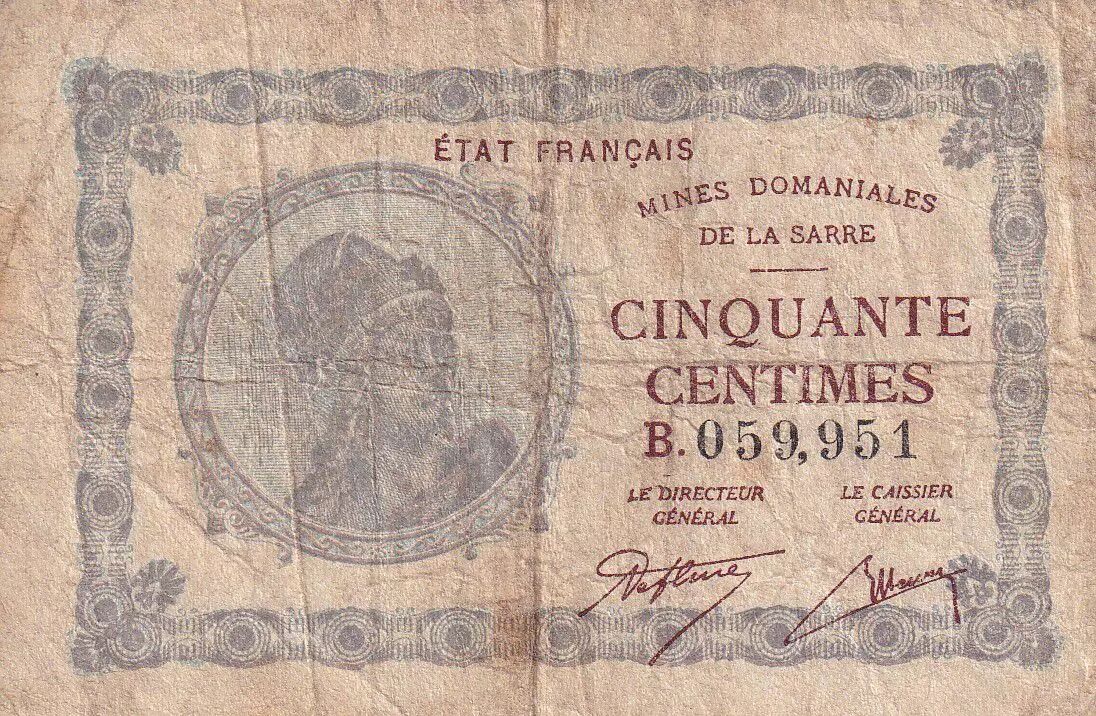 ÉTAT FRANÇAIS
MINES DOMANIALES
DE LA SARRE
CINQUANTE
CENTIMES
B.059,951
LE DIRECTEUR
GÉNÉRAL
LE CAISSIER
GÉNÉRAL